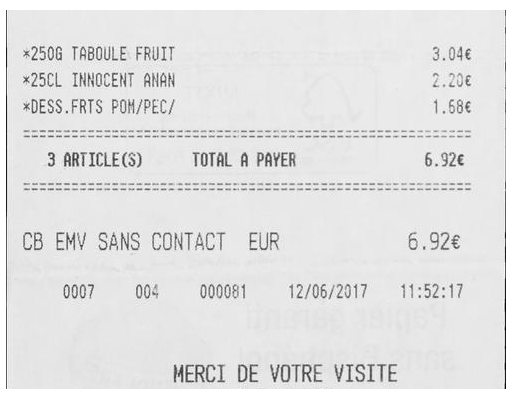 *250G TABOULE FRUIT 3.04€
*25CL INNOCENT ANAN 2.20€
*DESS.FRTS POM/PEC/ 1.68€
================================================
3 ARTICLE(S) TOTAL A PAYER 6.92€
================================================
CB EMV SANS CONTACT EUR 6.92€
0007 004 000081 12/06/2017 11:52:17
Papier garanti
sans
MERCI DE VOTRE VISITE